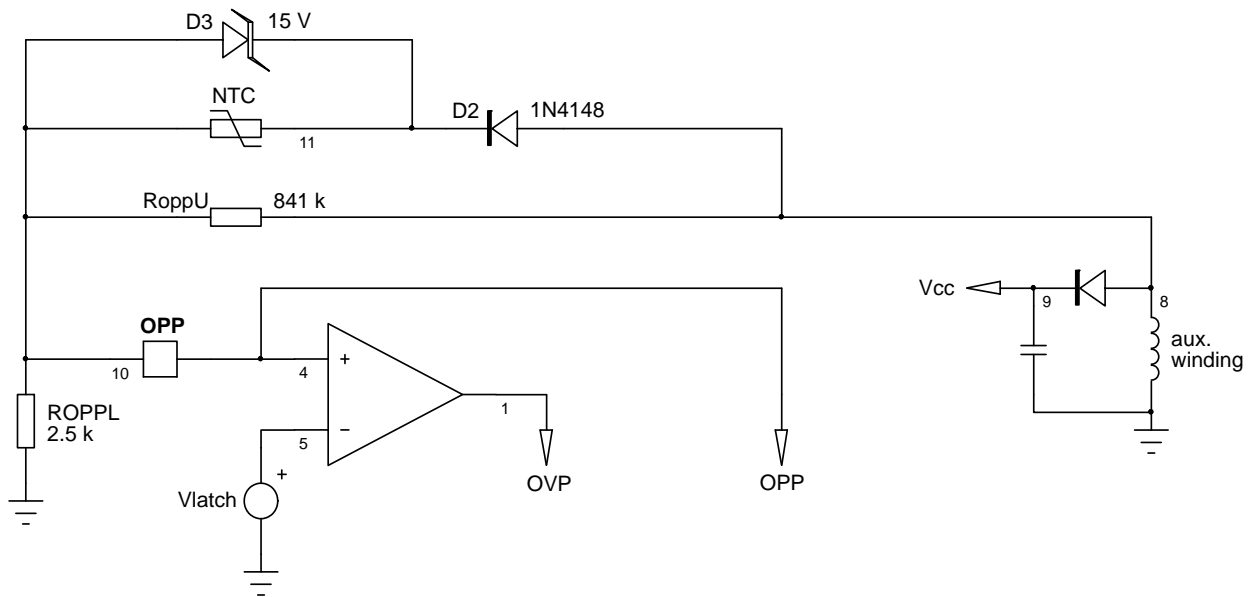 D3 15 V
NTC
11
D2 1N4148
RoppU 841 k
Vcc
9
8
aux.
winding
OPP
10
4
+
ROPPL
2.5 k
1
5
−
+
Vlatch
OVP
OPP